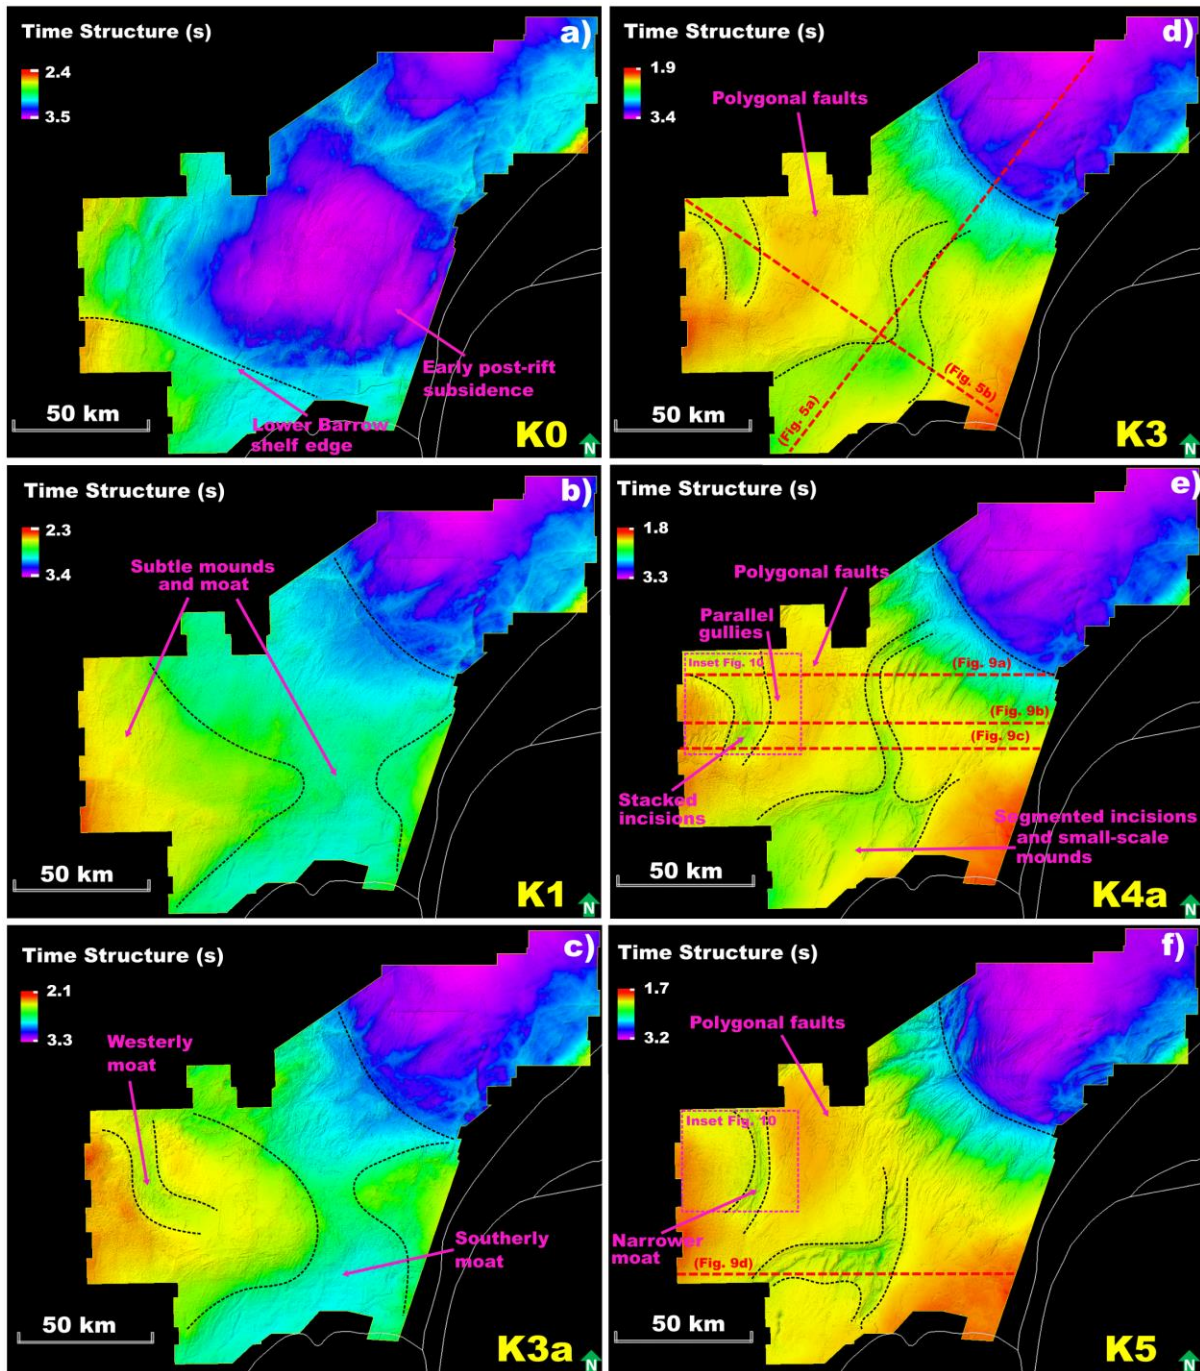 Time Structure (s)
a)
2.4
3.5
Early post-rift
subsidence
50 km
Lower Barrow
shelf edge
K0
N
Time Structure (s)
b)
2.3
3.4
Subtle mounds
and moat
50 km
K1
N
Time Structure (s)
c)
2.1
3.3
Westerly
moat
Southerly
moat
50 km
K3a
N
Time Structure (s)
d)
1.9
3.4
Polygonal faults
(Fig. 5a)
(Fig. 5b)
50 km
K3
N
Time Structure (s)
e)
1.8
3.3
Polygonal faults
Parallel
gullies
Inset Fig. 10
(Fig. 9a)
(Fig. 9b)
(Fig. 9c)
Stacked
incisions
Segmented incisions
and small-scale
mounds
50 km
K4a
N
Time Structure (s)
f)
1.7
3.2
Polygonal faults
Inset Fig. 10
Narrower
moat
(Fig. 9d)
50 km
K5
N